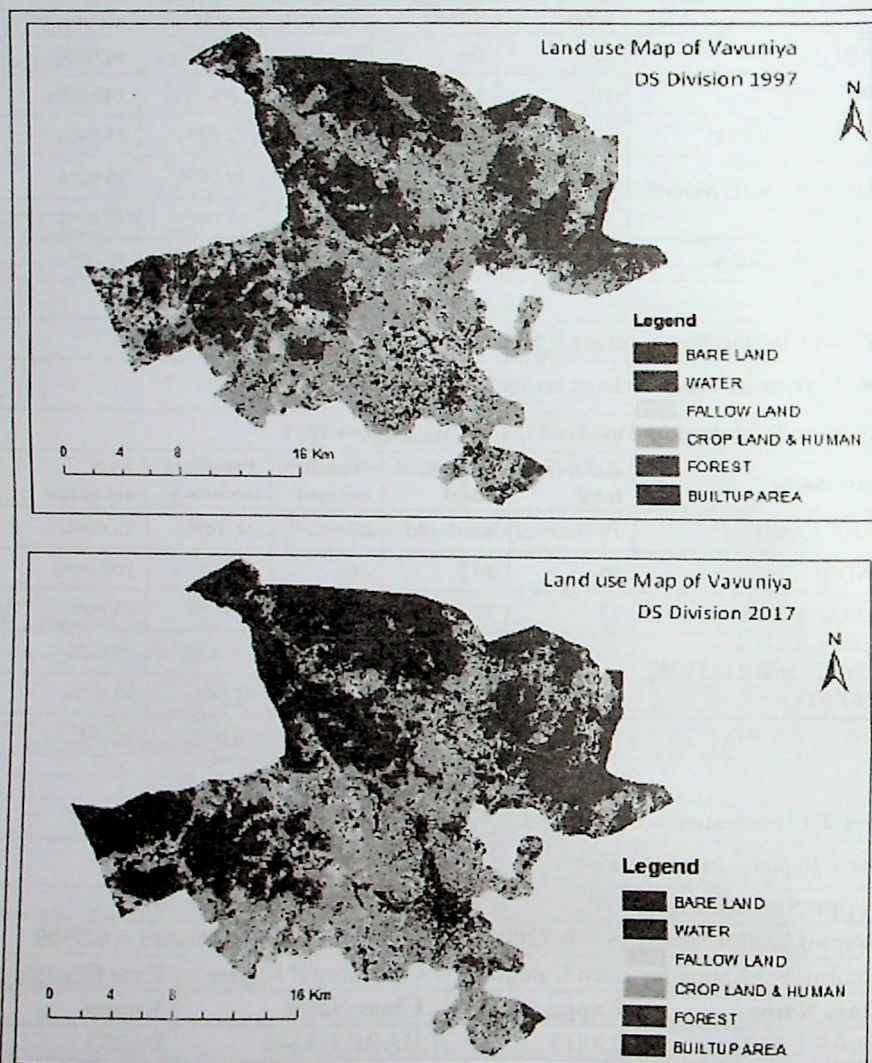 Land use Map of Vavuniya
DS Division 1997
N
Legend
BARE LAND
WATER
FALLOW LAND
CROP LAND & HUMAN
FOREST
BUILTUP AREA
0 4 8 16 Km
Land use Map of Vavuniya
DS Division 2017
N
Legend
BARE LAND
WATER
FALLOW LAND
CROP LAND & HUMAN
FOREST
BUILTUP AREA
0 4 8 16 Km